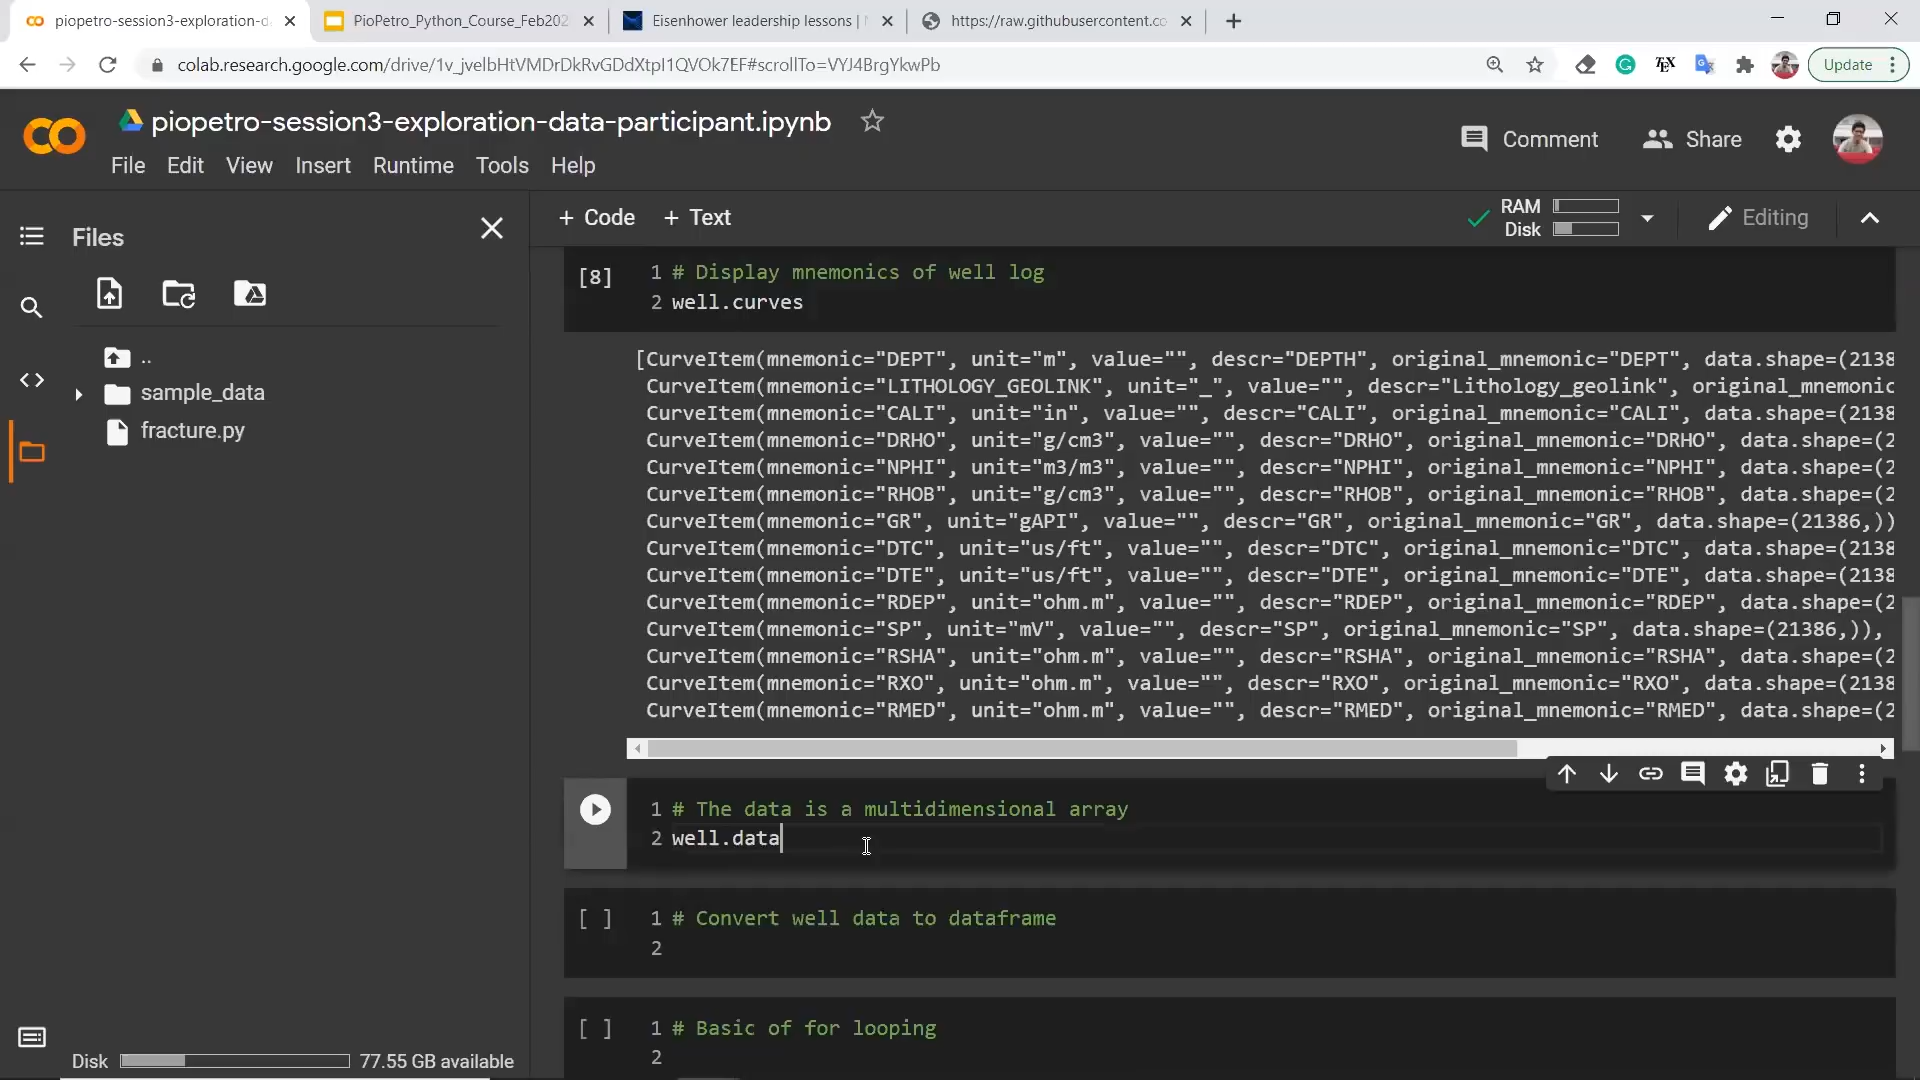 piopetro-session3-exploration-d
PioPetro_Python_Course_Feb202
Eisenhower leadership lessons |
https://raw.githubusercontent.co
colab.research.google.com/drive/1v_jvelbHtVMDrDkRvGDdXtpI1QVOk7EF#scrollTo=VYJ4BrgYkwPb
Update
piopetro-session3-exploration-data-participant.ipynb
Comment
Share
File Edit View Insert Runtime Tools Help
Files
+ Code + Text
RAM
Disk
Editing
..
sample_data
fracture.py
[8]
1 # Display mnemonics of well log
2 well.curves
[CurveItem(mnemonic="DEPT", unit="m", value="", descr="DEPTH", original_mnemonic="DEPT", data.shape=(2138
CurveItem(mnemonic="LITHOLOGY_GEOLINK", unit="_", value="", descr="Lithology_geolink", original_mnemonic
CurveItem(mnemonic="CALI", unit="in", value="", descr="CALI", original_mnemonic="CALI", data.shape=(2138
CurveItem(mnemonic="DRHO", unit="g/cm3", value="", descr="DRHO", original_mnemonic="DRHO", data.shape=(2
CurveItem(mnemonic="NPHI", unit="m3/m3", value="", descr="NPHI", original_mnemonic="NPHI", data.shape=(2
CurveItem(mnemonic="RHOB", unit="g/cm3", value="", descr="RHOB", original_mnemonic="RHOB", data.shape=(2
CurveItem(mnemonic="GR", unit="gAPI", value="", descr="GR", original_mnemonic="GR", data.shape=(21386,))
CurveItem(mnemonic="DTC", unit="us/ft", value="", descr="DTC", original_mnemonic="DTC", data.shape=(2138
CurveItem(mnemonic="DTE", unit="us/ft", value="", descr="DTE", original_mnemonic="DTE", data.shape=(2138
CurveItem(mnemonic="RDEP", unit="ohm.m", value="", descr="RDEP", original_mnemonic="RDEP", data.shape=(2
CurveItem(mnemonic="SP", unit="mV", value="", descr="SP", original_mnemonic="SP", data.shape=(21386,)),
CurveItem(mnemonic="RSHA", unit="ohm.m", value="", descr="RSHA", original_mnemonic="RSHA", data.shape=(2
CurveItem(mnemonic="RXO", unit="ohm.m", value="", descr="RXO", original_mnemonic="RXO", data.shape=(2138
CurveItem(mnemonic="RMED", unit="ohm.m", value="", descr="RMED", original_mnemonic="RMED", data.shape=(2
1 # The data is a multidimensional array
2 well.data
[ ]
1 # Convert well data to dataframe
2
[ ]
1 # Basic of for looping
2
Disk
77.55 GB available